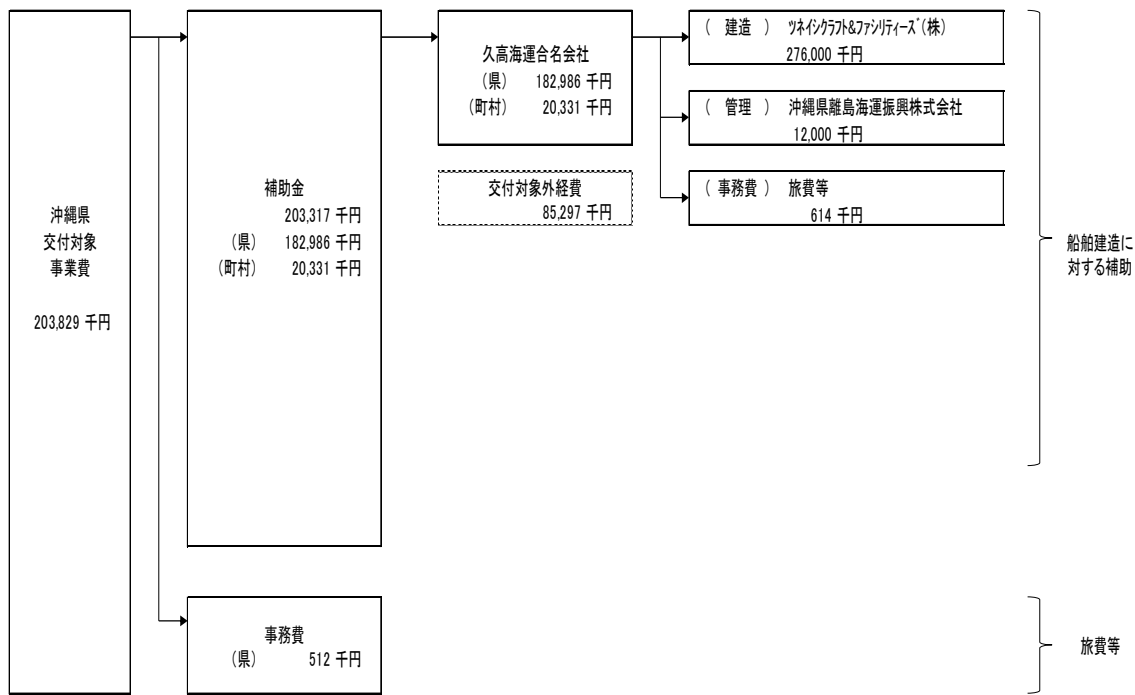 沖縄県
交付対象
事業費
203,829 千円
補助金
203,317 千円
（県） 182,986 千円
（町村） 20,331 千円
久高海運合名会社
（県） 182,986 千円
（町村） 20,331 千円
交付対象外経費
85,297 千円
（ 建造 ） ﾂﾈｲｼｸﾗﾌﾄ&ﾌｧｼﾘﾃｨｰｽﾞ（株）
276,000 千円
（ 管理 ） 沖縄県離島海運振興株式会社
12,000 千円
（ 事務費 ） 旅費等
614 千円
船舶建造に
対する補助
事務費
（県） 512 千円
旅費等